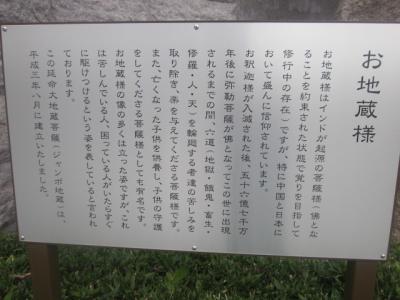 お地蔵様
お地蔵様はインドが起源の菩薩様（佛とな
ることを約束された状態で覚りを目指して
修行中の存在）ですが、特に中国と日本に
おいて盛んに信仰されています。
お釈迦様が入滅された後、五十六億七千万
年後に弥勒菩薩が佛となってこの世に出現
されるまでの間、六道（地獄・餓鬼・畜生・
修羅・人・天）を輪廻する者達の苦しみを
取り除き、楽を与えてくださる菩薩様です。
また、亡くなった子供を供養し、子供の守護
をしてくださる菩薩様としても有名です。
お地蔵様の像の多くは立った姿ですが、これ
は苦しんでいる人、困っている人がいたらすぐ
に駆けつけるという姿を表していると言われ
ております。
この延命大地蔵菩薩（ジャンボ地蔵）は、
平成三年八月に建立いたしました。